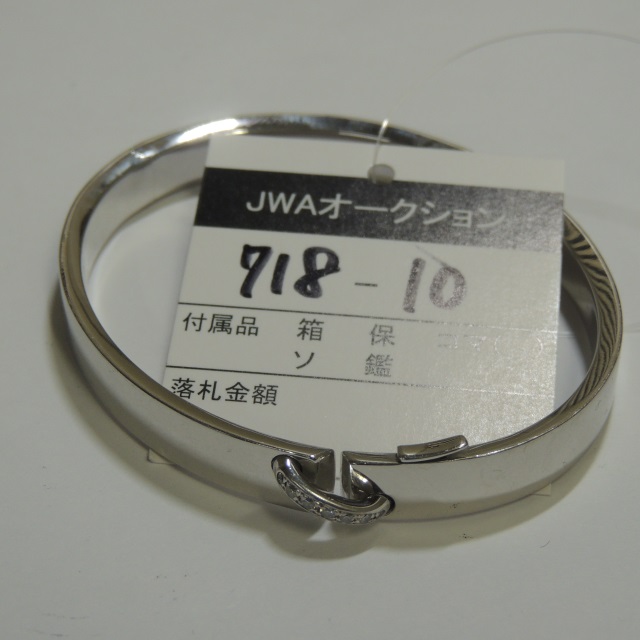 JWAオークション
718-10
付属品 箱 保
ソ 鑑
落札金額